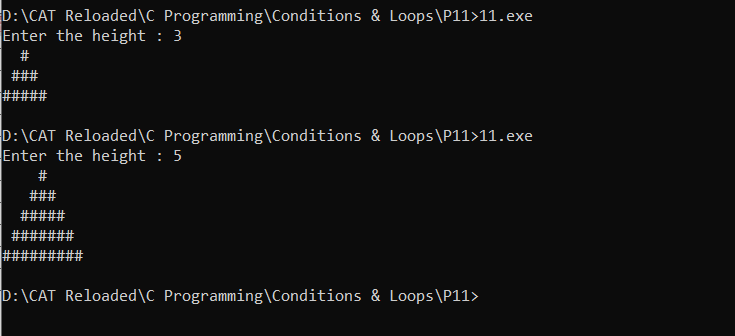 D:\CAT Reloaded\C Programming\Conditions & Loops\P11>11.exe
Enter the height : 3
  #
 ###
#####

D:\CAT Reloaded\C Programming\Conditions & Loops\P11>11.exe
Enter the height : 5
    #
   ###
  #####
 #######
#########

D:\CAT Reloaded\C Programming\Conditions & Loops\P11>